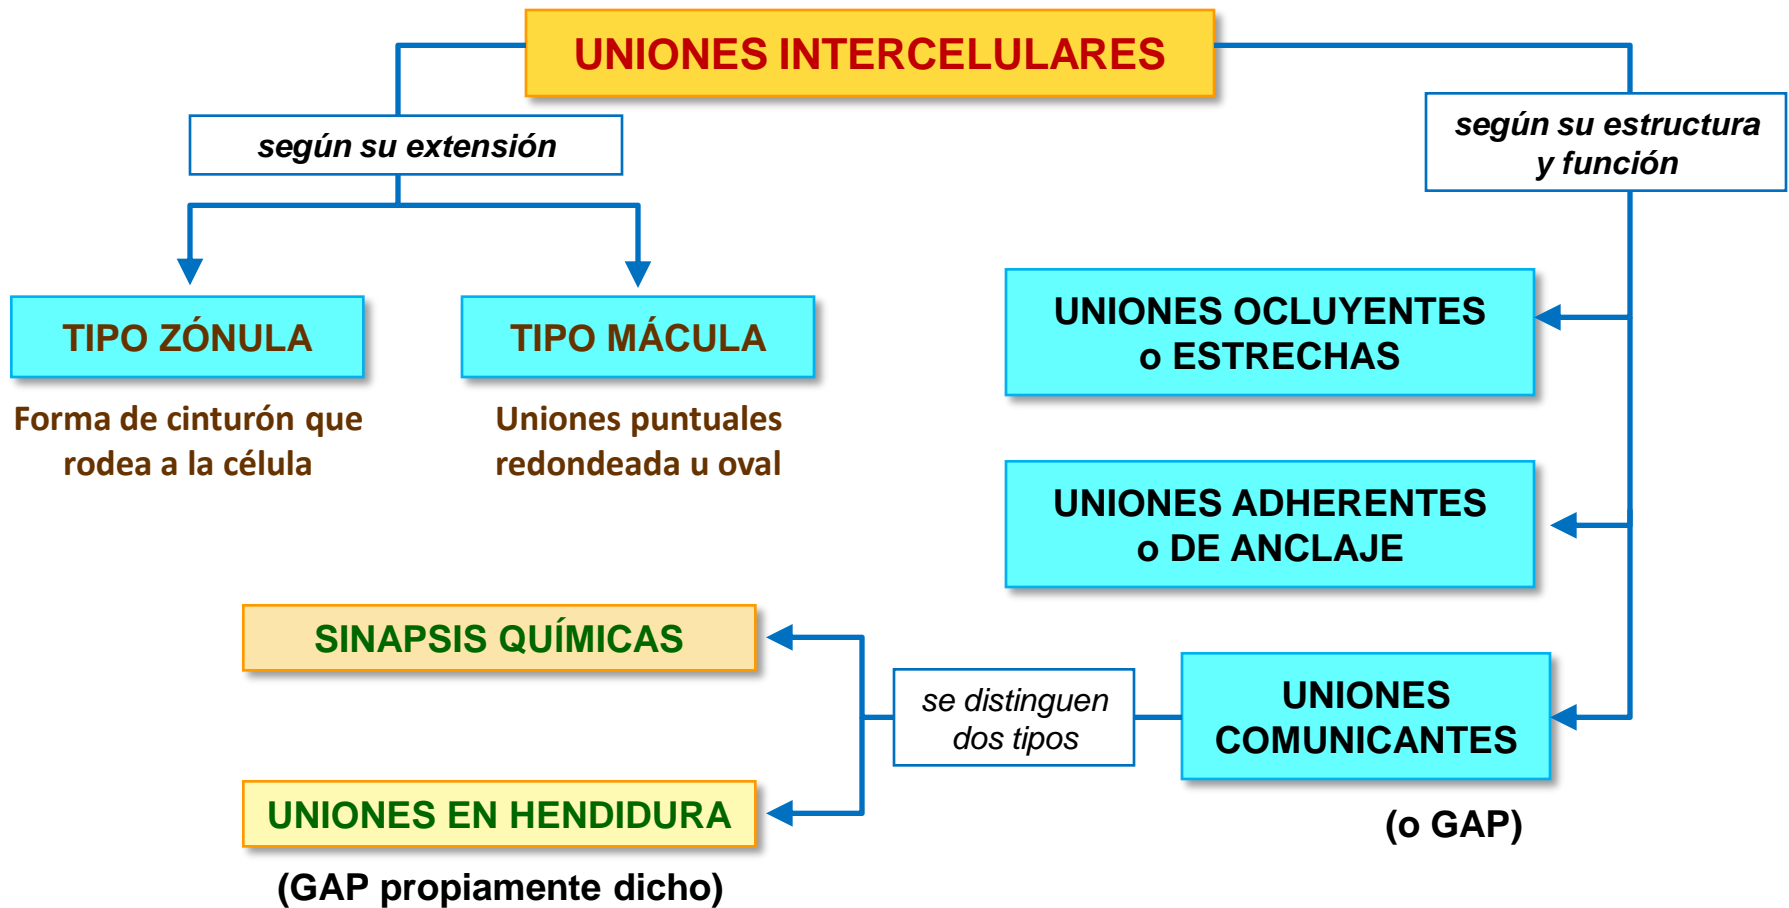 UNIONES INTERCELULARES
según su extensión
según su estructura
y función
TIPO ZÓNULA
Forma de cinturón que
rodea a la célula
TIPO MÁCULA
Uniones puntuales
redondeada u oval
UNIONES OCLUYENTES
o ESTRECHAS
UNIONES ADHERENTES
o DE ANCLAJE
UNIONES
COMUNICANTES
(o GAP)
se distinguen
dos tipos
SINAPSIS QUÍMICAS
UNIONES EN HENDIDURA
(GAP propiamente dicho)